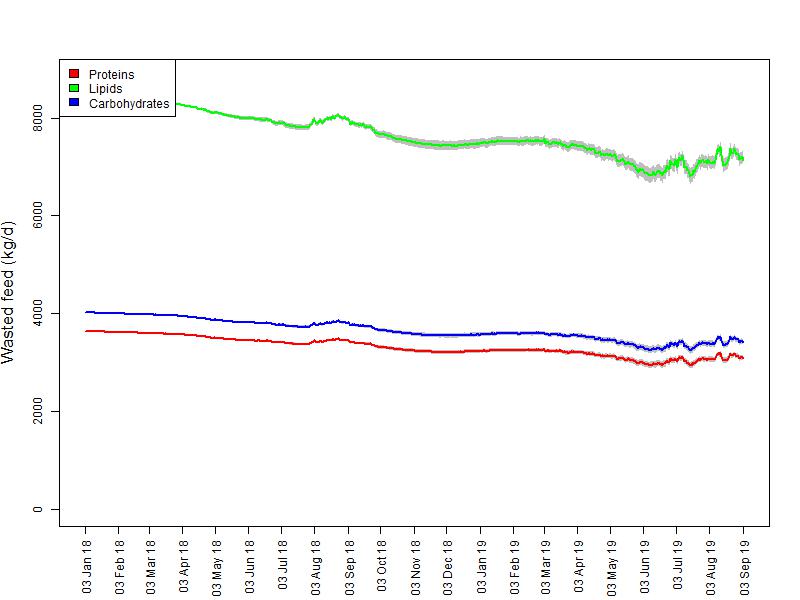 Proteins
Lipids
Carbohydrates
Wasted feed (kg/d)
8000
6000
4000
2000
0
03 Jan 18
03 Feb 18
03 Mar 18
03 Apr 18
03 May 18
03 Jun 18
03 Jul 18
03 Aug 18
03 Sep 18
03 Oct 18
03 Nov 18
03 Dec 18
03 Jan 19
03 Feb 19
03 Mar 19
03 Apr 19
03 May 19
03 Jun 19
03 Jul 19
03 Aug 19
03 Sep 19